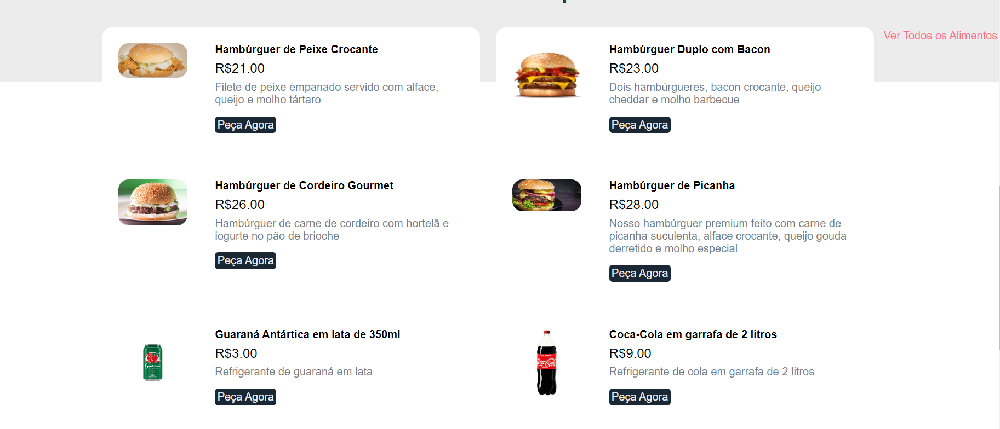 Ver Todos os Alimentos
Hambúrguer de Peixe Crocante
R$21.00
Filete de peixe empanado servido com alface,
queijo e molho tártaro
Peça Agora
Hambúrguer Duplo com Bacon
R$23.00
Dois hambúrgueres, bacon crocante, queijo
cheddar e molho barbecue
Peça Agora
Hambúrguer de Cordeiro Gourmet
R$26.00
Hambúrguer de carne de cordeiro com hortelã e
iogurte no pão de brioche
Peça Agora
Hambúrguer de Picanha
R$28.00
Nosso hambúrguer premium feito com carne de
picanha suculenta, alface crocante, queijo gouda
derretido e molho especial
Peça Agora
Guaraná Antártica em lata de 350ml
R$3.00
Refrigerante de guaraná em lata
Peça Agora
Guaraná
Coca-Cola em garrafa de 2 litros
R$9.00
Refrigerante de cola em garrafa de 2 litros
Peça Agora
Coca-Cola